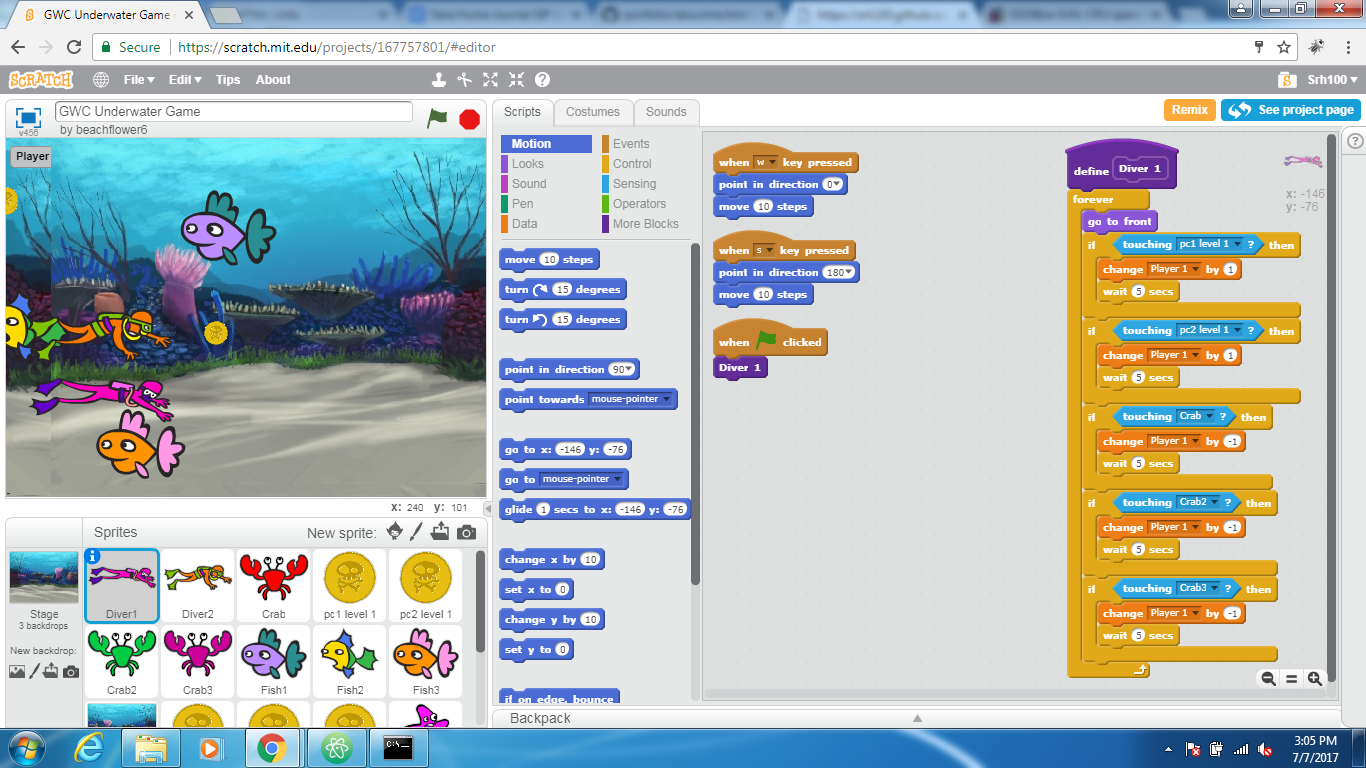 GWC Underwater Game
Secure
https://scratch.mit.edu/projects/167757801/#editor
SCRATCH
File
Edit
Tips
About
Srh100
v456
GWC Underwater Game
by beachflower6
Scripts
Costumes
Sounds
Remix
See project page
Player
Motion
Events
Looks
Control
Sound
Sensing
Pen
Operators
Data
More Blocks
move 10 steps
turn 15 degrees
turn 15 degrees
point in direction 90
point towards mouse-pointer
go to x: -146 y: -76
go to mouse-pointer
glide 1 secs to x: -146 y: -76
change x by 10
set x to 0
change y by 10
set y to 0
if on edge, bounce
when w key pressed
point in direction 0
move 10 steps
when s key pressed
point in direction 180
move 10 steps
when clicked
Diver 1
define Diver 1
forever
go to front
if touching pc1 level 1 ? then
change Player 1 by 1
wait 5 secs
if touching pc2 level 1 ? then
change Player 1 by 1
wait 5 secs
if touching Crab ? then
change Player 1 by -1
wait 5 secs
if touching Crab2 ? then
change Player 1 by -1
wait 5 secs
if touching Crab3 ? then
change Player 1 by -1
wait 5 secs
x: -146
y: -76
x: 240 y: 101
Sprites
New sprite:
Stage
3 backdrops
New backdrop:
Diver1
Diver2
Crab
pc1 level 1
pc2 level 1
Crab2
Crab3
Fish1
Fish2
Fish3
Backpack
C:\_
3:05 PM
7/7/2017